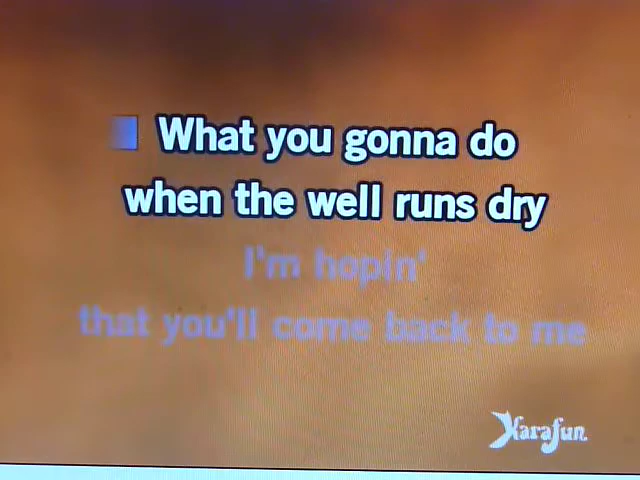 What you gonna do
when the well runs dry
I'm hopin'
that you'll come back to me
Karafun